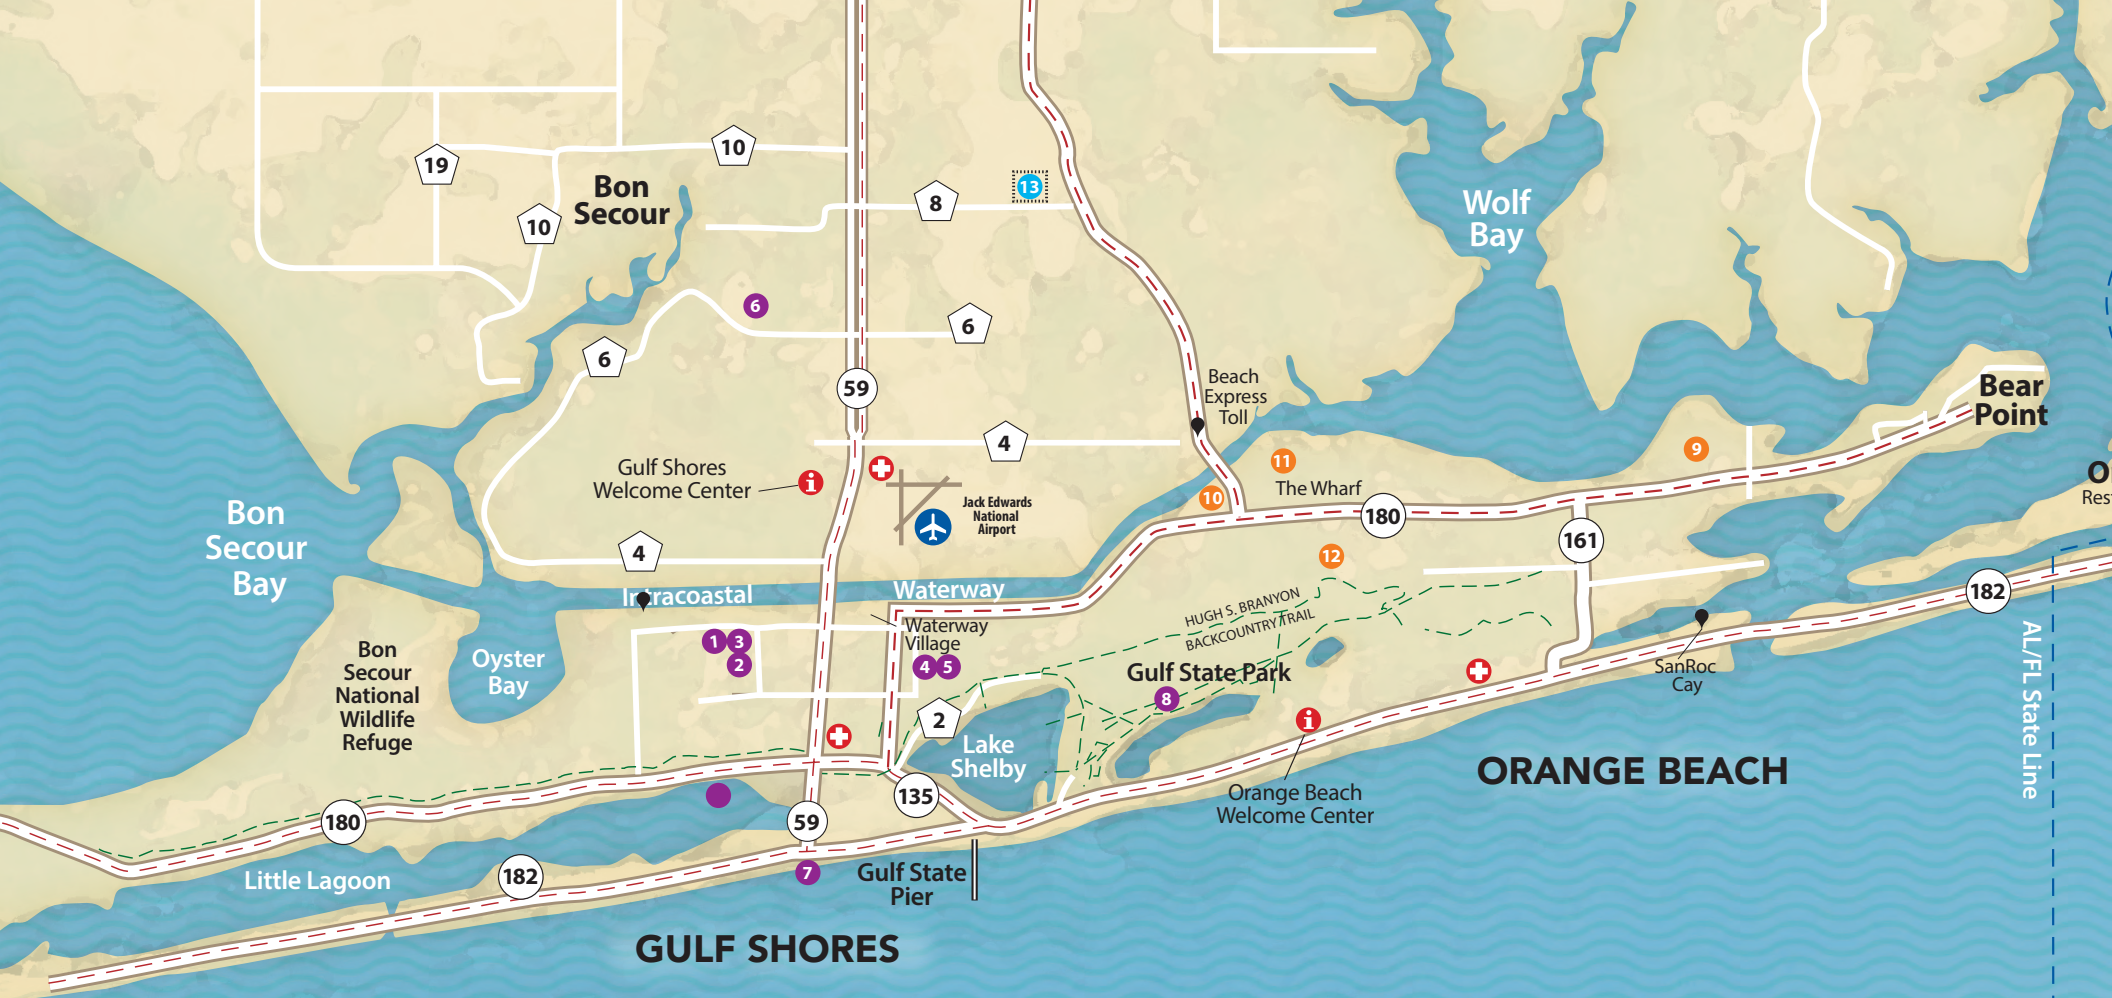 10
19
Bon
Secour
13
8
10
Wolf
Bay
6
6
6
Beach
Express
Toll
59
Bear
Point
4
11
9
Gulf Shores
Welcome Center
i
The Wharf
10
Jack Edwards
National
Airport
180
O
Res
Bon
Secour
Bay
161
4
12
Intracoastal
Waterway
182
HUGH S. BRANYON
BACKCOUNTRY TRAIL
Waterway
Village
1 3
2
4 5
Bon
Secour
National
Wildlife
Refuge
Oyster
Bay
Gulf State Park
8
SanRoc
Cay
AL/FL State Line
2
i
Lake
Shelby
ORANGE BEACH
135
Orange Beach
Welcome Center
180
59
Little Lagoon
182
7
Gulf State
Pier
GULF SHORES